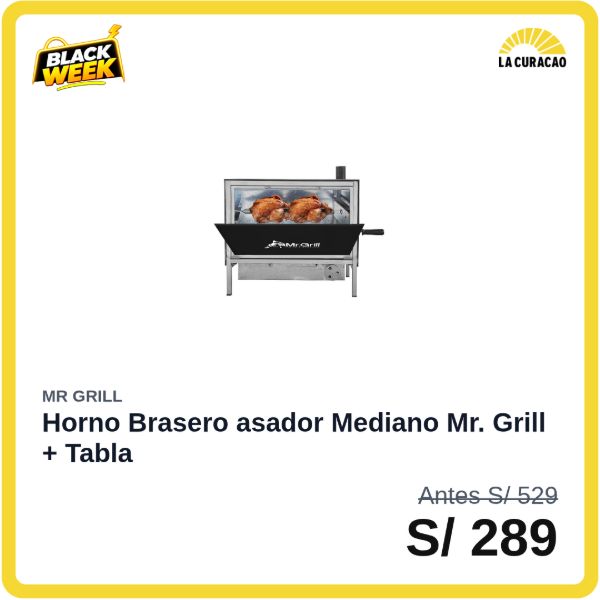 BLACK
WEEK
LA CURACAO
Mr.Grill
MR GRILL
Horno Brasero asador Mediano Mr. Grill
+ Tabla
Antes S/ 529
S/ 289